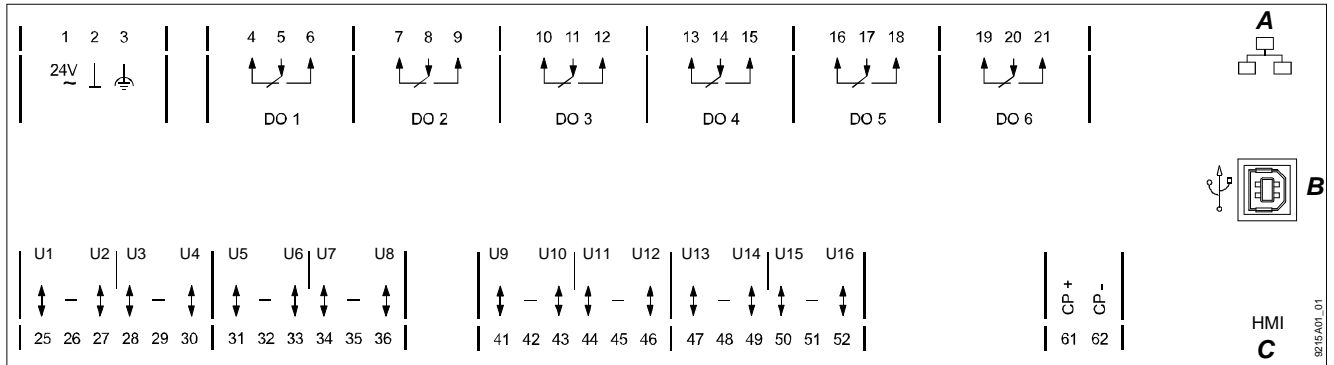 1 2 3 4 5 6 7 8 9 10 11 12 13 14 15 16 17 18 19 20 21 A
24V
DO 1 DO 2 DO 3 DO 4 DO 5 DO 6
B
U1 U2 U3 U4 U5 U6 U7 U8 U9 U10 U11 U12 U13 U14 U15 U16
CP +
CP -
25 26 27 28 29 30 31 32 33 34 35 36 41 42 43 44 45 46 47 48 49 50 51 52 61 62
HMI
C
9215A01_01